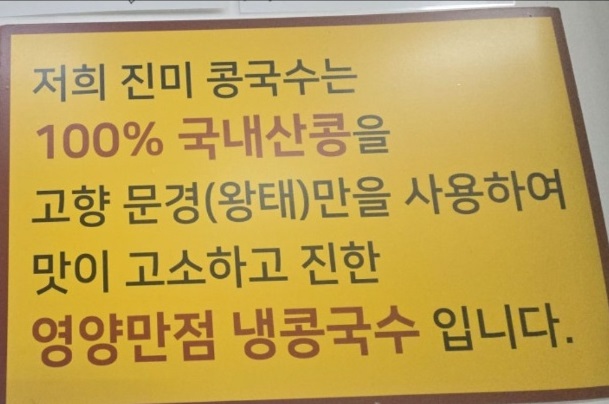 저희 진미 콩국수는
100% 국내산콩을
고향 문경(왕태)만을 사용하여
맛이 고소하고 진한
영양만점 냉콩국수 입니다.